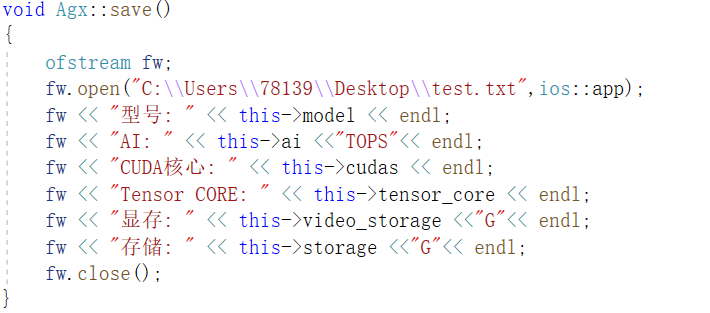 void Agx::save()
{
ofstream fw;
fw.open("C:\\Users\\78139\\Desktop\\test.txt",ios::app);
fw << "型号: " << this->model << endl;
fw << "AI: " << this->ai <<"TOPS"<< endl;
fw << "CUDA核心: " << this->cudas << endl;
fw << "Tensor CORE: " << this->tensor_core << endl;
fw << "显存: " << this->video_storage <<"G"<< endl;
fw << "存储: " << this->storage <<"G"<< endl;
fw.close();
}